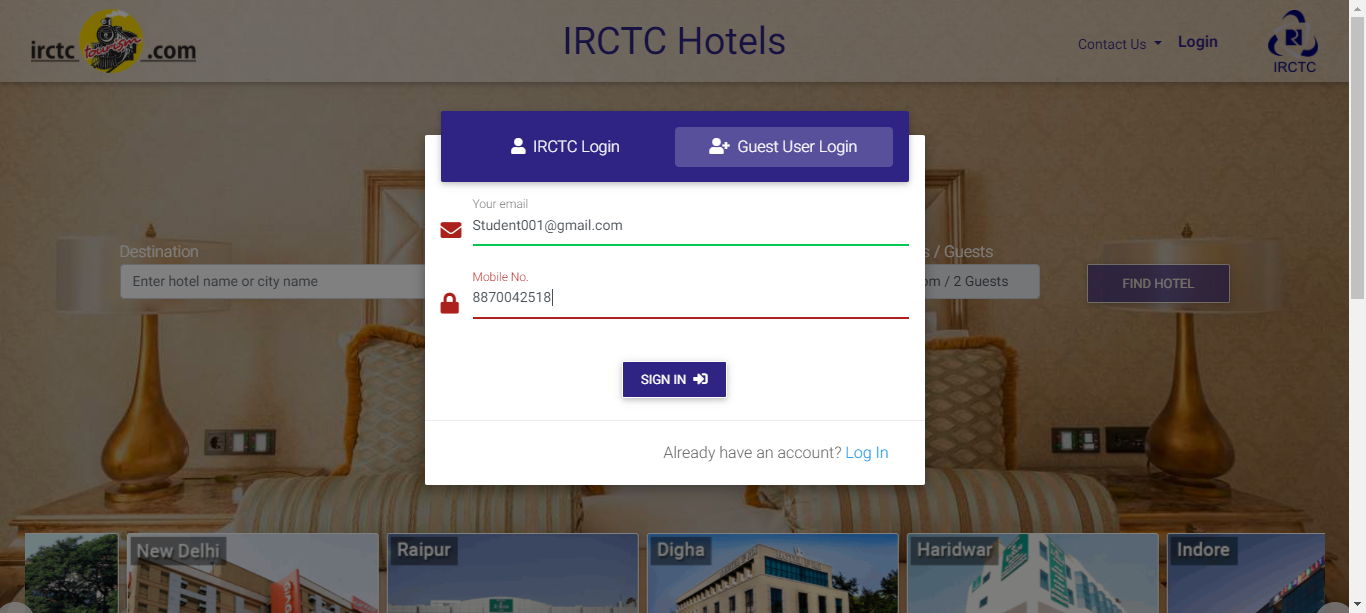 irctc tourism .com
IRCTC Hotels
Contact Us
Login
IRCTC
IRCTC Login
Guest User Login
Your email
Student001@gmail.com
Mobile No.
8870042518
SIGN IN
Already have an account? Log In
Destination
Enter hotel name or city name
s / Guests
om / 2 Guests
FIND HOTEL
New Delhi
Raipur
Digha
Haridwar
Indore